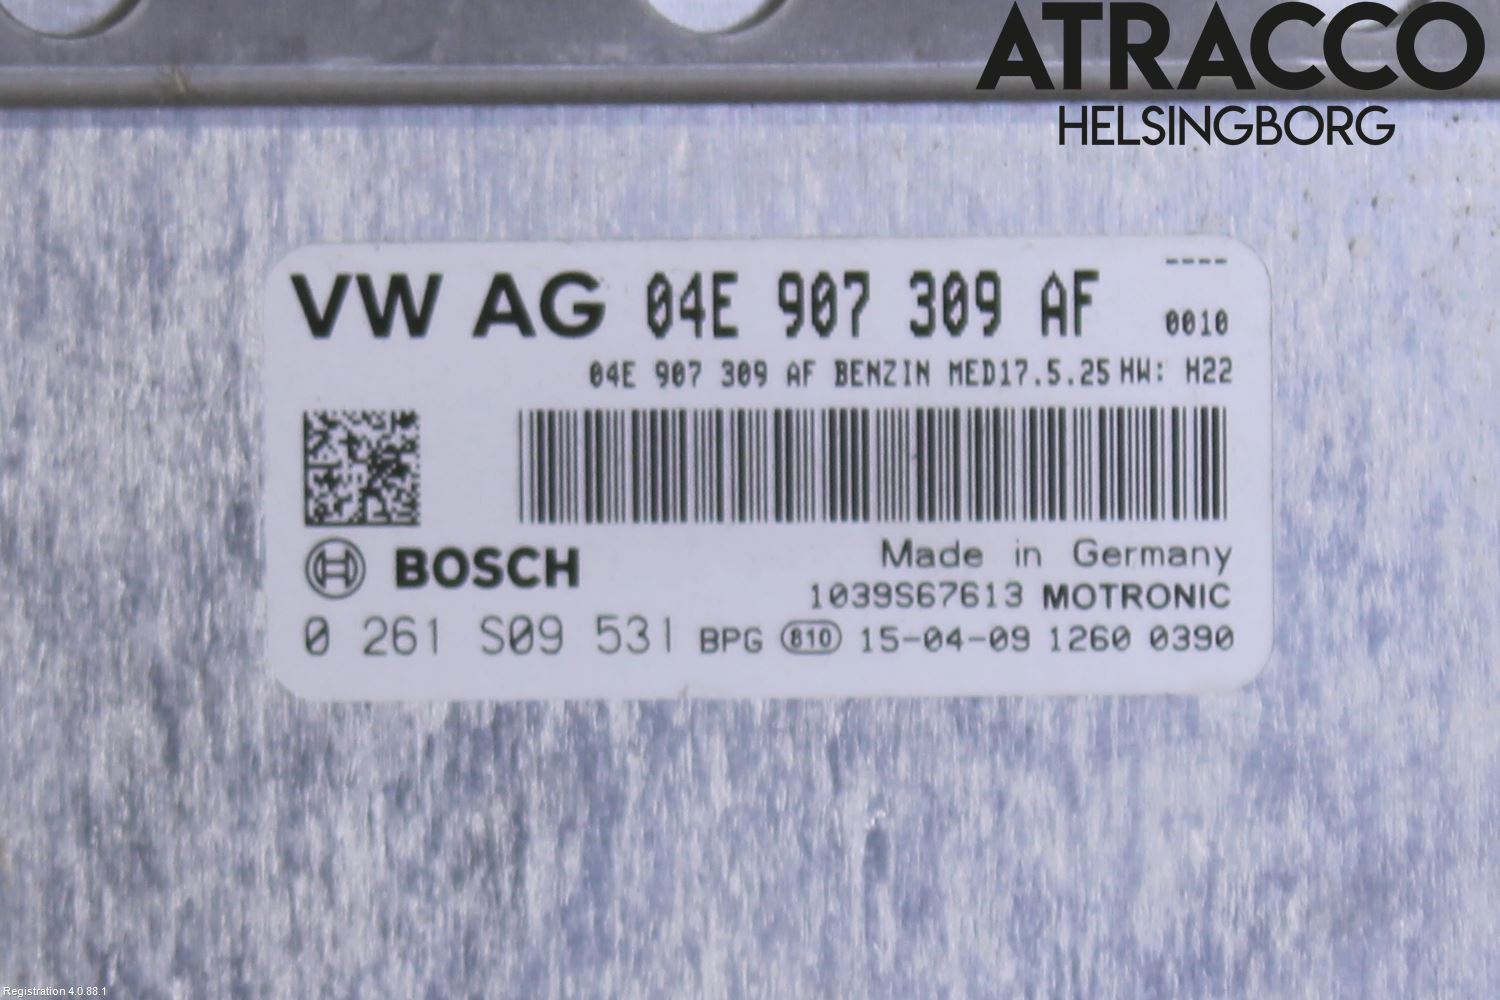 ATRACCO
HELSINGBORG
----
VW AG 04E 907 309 AF 0010
04E 907 309 AF BENZIN MED17.5.25 HW: H22
BOSCH
Made in Germany
1039S67613 MOTRONIC
0 261 S09 531 BPG 810 15-04-09 1260 0390
Registration 4.0.88.1